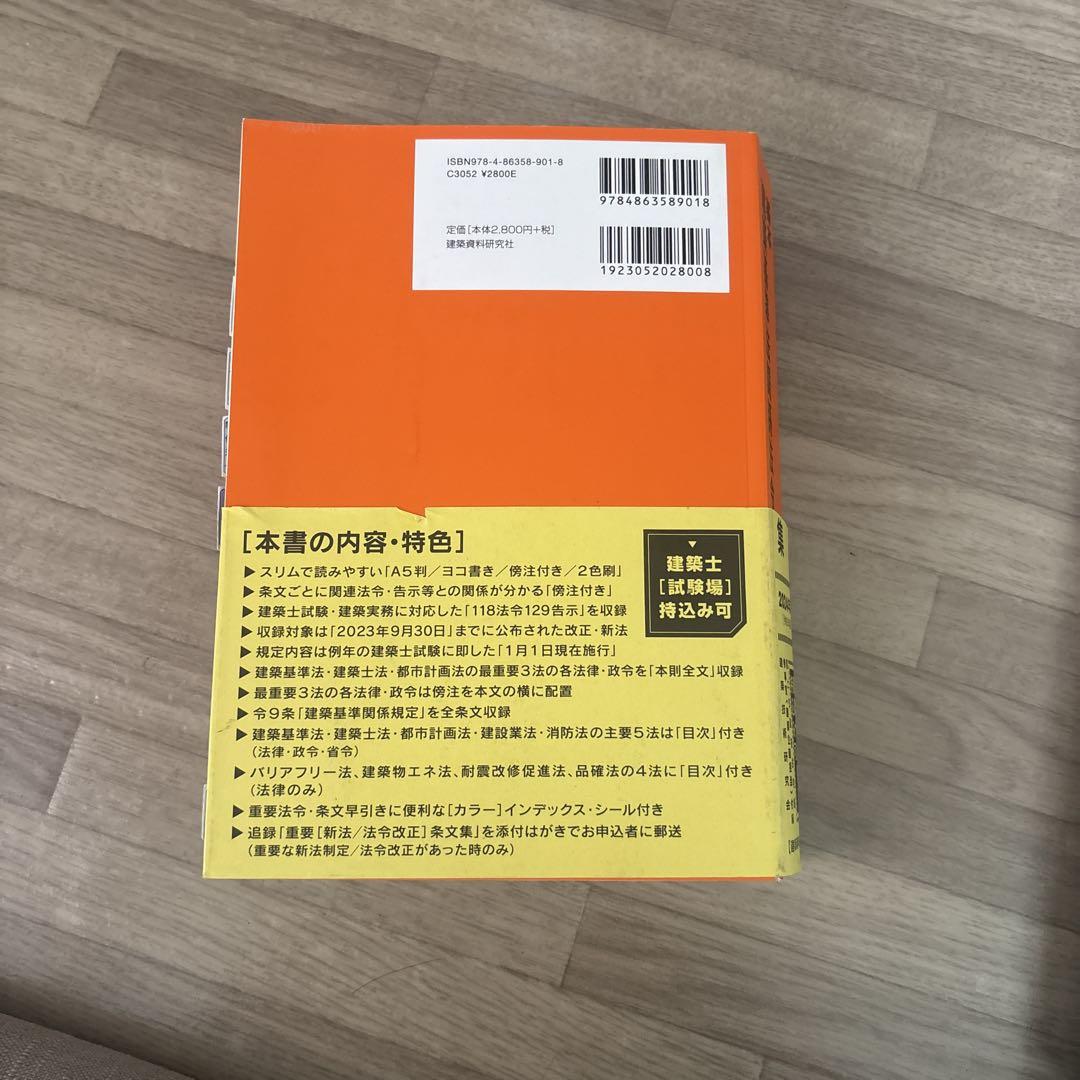 ISBN978-4-86358-901-8
C3052 ¥2800E
9784863589018
定価[本体2,800円+税]
建築資料研究社
1923052028008
[本書の内容・特色]
▼
建築士
[試験場]
持込み可
▶スリムで読みやすい「A5判／ヨコ書き／傍注付き／2色刷」
▶条文ごとに関連法令・告示等との関係が分かる「傍注付き」
▶建築士試験・建築実務に対応した「118法令129告示」を収録
▶収録対象は「2023年9月30日」までに公布された改正・新法
▶規定内容は例年の建築士試験に即した「1月1日現在施行」
▶建築基準法・建築士法・都市計画法の最重要3法の各法律・政令を「本則全文」収録
▶最重要3法の各法律・政令は傍注を本文の横に配置
▶令9条「建築基準関係規定」を全条文収録
▶建築基準法・建築士法・都市計画法・建設業法・消防法の主要5法は「目次」付き
(法律・政令・省令)
▶バリアフリー法、建築物エネ法、耐震改修促進法、品確法の4法に「目次」付き
(法律のみ)
▶重要法令・条文早引きに便利な[カラー]インデックス・シール付き
▶追録「重要[新法/法令改正]条文集」を添付はがきでお申込者に郵送
(重要な新法制定/法令改正があった時のみ)
集